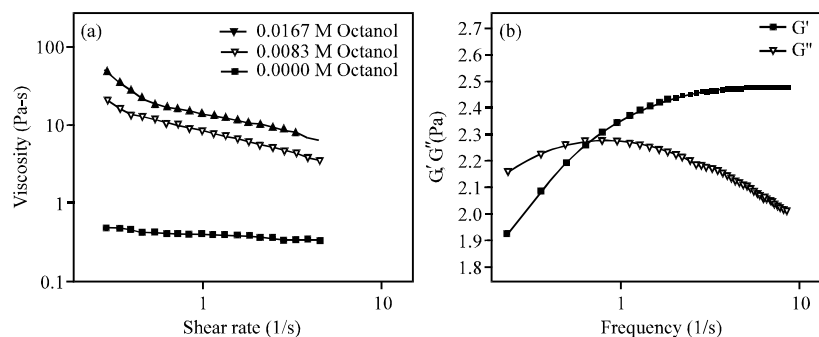 (a)
0.0167 M Octanol
0.0083 M Octanol
0.0000 M Octanol
100
10
1
0.1
Viscosity (Pa-s)
1
10
Shear rate (1/s)
(b)
G'
G"
2.7
2.6
2.5
2.4
2.3
2.2
2.1
2.0
1.9
1.8
G', G" (Pa)
1
10
Frequency (1/s)